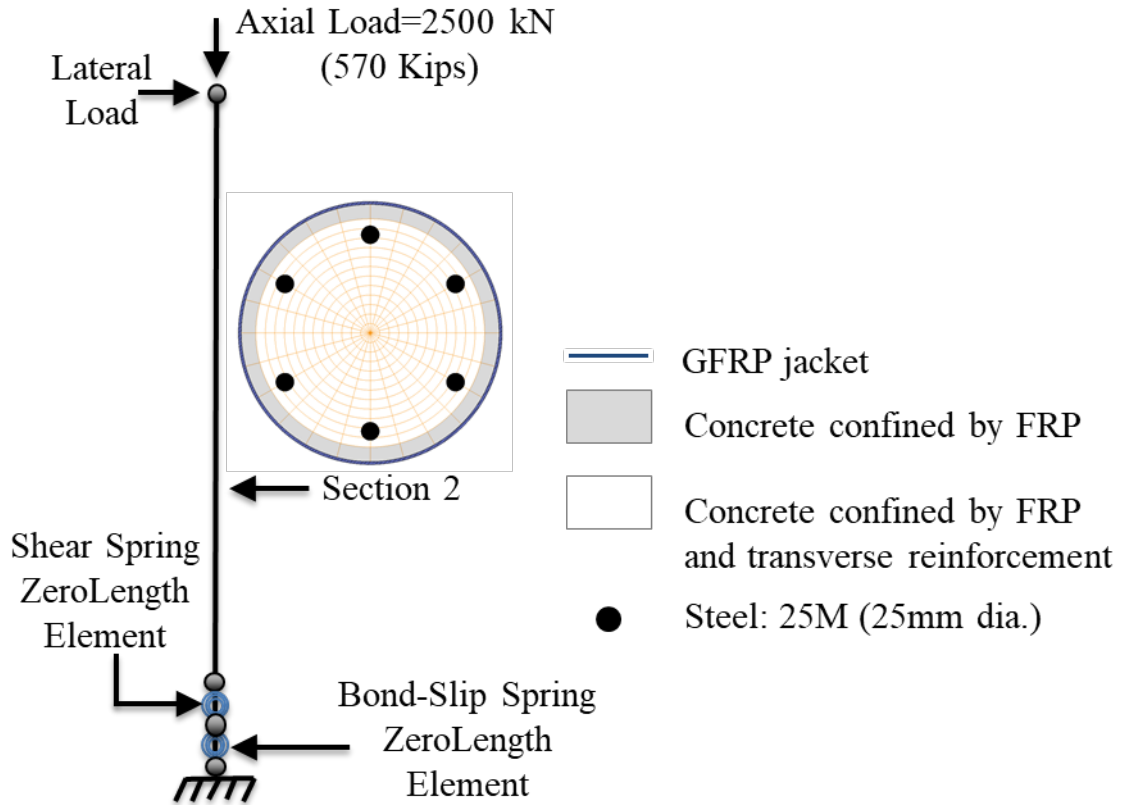 Axial Load=2500 kN
(570 Kips)
Lateral
Load
Section 2
GFRP jacket
Concrete confined by FRP
Concrete confined by FRP
and transverse reinforcement
Steel: 25M (25mm dia.)
Shear Spring
ZeroLength
Element
Bond-Slip Spring
ZeroLength
Element